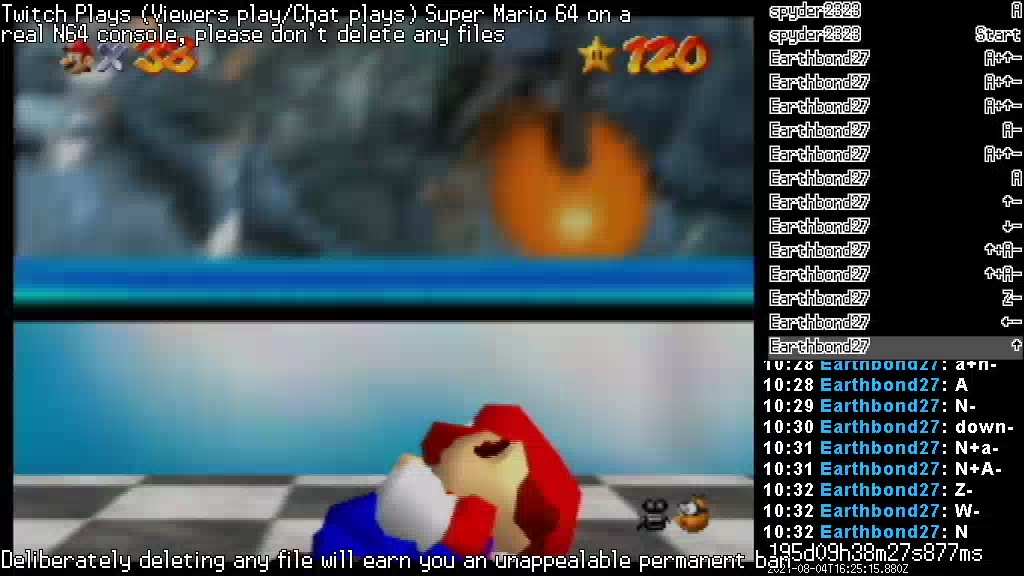 Twitch Plays (Viewers play/Chat plays) Super Mario 64 on a
real N64 console, please don't delete any files
38
120
spyder2323 A
spyder2323 Start
Earthbond27 A+↑-
Earthbond27 A+↑-
Earthbond27 A+↑-
Earthbond27 A-
Earthbond27 A+↑-
Earthbond27 A
Earthbond27 ↑-
Earthbond27 ↓-
Earthbond27 ↑+A-
Earthbond27 ↑+A-
Earthbond27 Z-
Earthbond27 ←-
Earthbond27 ↑
10:28 Earthbond27: a+n-
10:28 Earthbond27: A
10:29 Earthbond27: N-
10:30 Earthbond27: down-
10:31 Earthbond27: N+a-
10:31 Earthbond27: N+A-
10:32 Earthbond27: Z-
10:32 Earthbond27: W-
10:32 Earthbond27: N
Deliberately deleting any file will earn you an unappealable permanent ban
195d09h38m27s877ms
2021-08-04T16:25:15.880Z